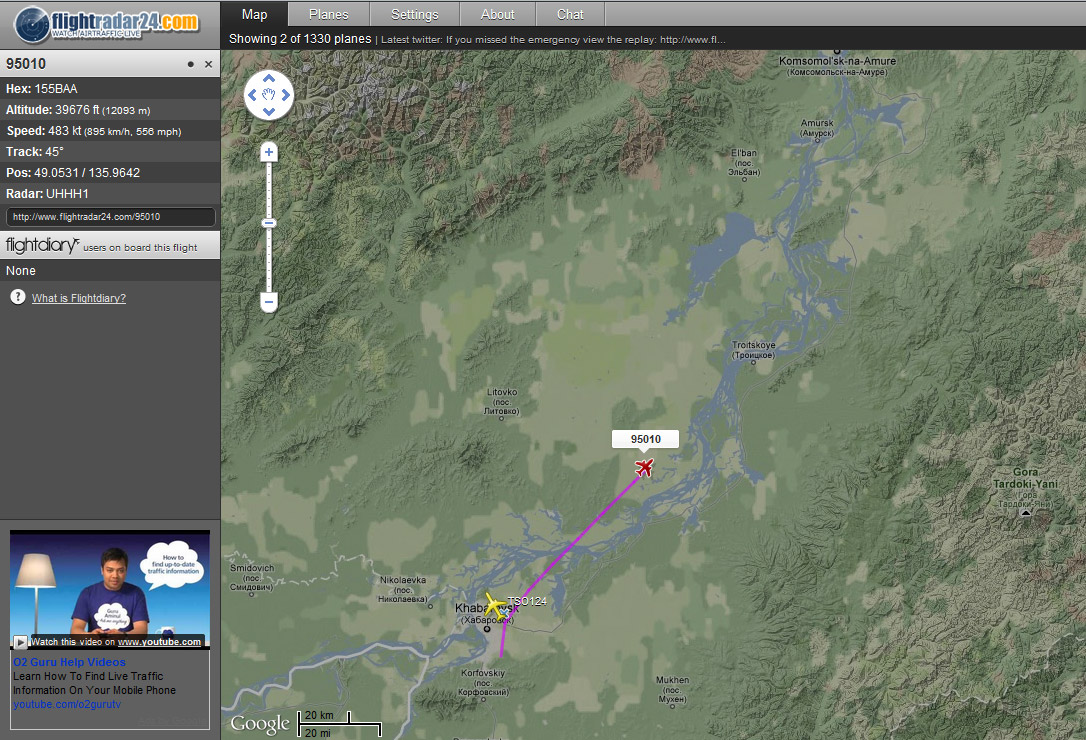 flightradar24.com
WATCH AIR TRAFFIC LIVE
Map
Planes
Settings
About
Chat
Showing 2 of 1330 planes | Latest twitter: If you missed the emergency view the replay: http://www.fl...
95010
Hex: 155BAA
Altitude: 39676 ft (12093 m)
Speed: 483 kt (895 km/h, 556 mph)
Track: 45°
Pos: 49.0531 / 135.9642
Radar: UHHH1
http://www.flightradar24.com/95010
flightdiary users on board this flight
None
? What is Flightdiary?
How to
find up-to-date
traffic information
Watch this video on www.youtube.com
O2 Guru Help Videos
Learn How To Find Live Traffic
Information On Your Mobile Phone
youtube.com/o2gurutv
Komsomol'sk-na-Amure
(Комсомольск-на-Амуре)
Amursk
(Амурск)
El'ban
(пос.
Эльбан)
Troitskoye
(Троицкое)
Litovko
(пос.
Литовко)
95010
Gora
Tardoki-Yani
(Гора
Тардоки-Яни)
Smidovich
(пос.
Смидович)
Nikolaevka
(пос.
Николаевка)
TSO124
(Хабаровск)
Korfovskiy
(пос.
Корфовский)
Mukhen
(пос.
Мухен)
Google
20 km
20 mi